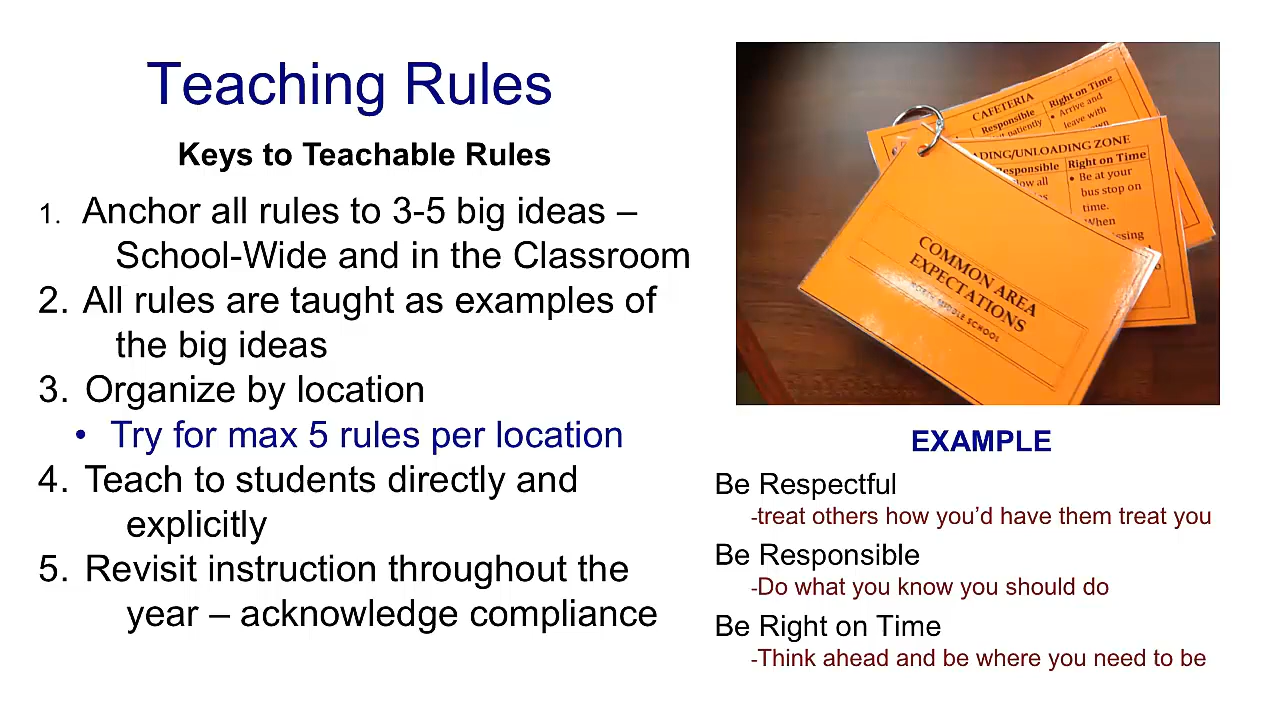 Teaching Rules
Keys to Teachable Rules
1. Anchor all rules to 3-5 big ideas –
School-Wide and in the Classroom
2. All rules are taught as examples of
the big ideas
3. Organize by location
• Try for max 5 rules per location
4. Teach to students directly and
explicitly
5. Revisit instruction throughout the
year – acknowledge compliance
CAFETERIA
Responsible Right on Time
patiently • Arrive and
leave with
ADING/UNLOADING ZONE
Responsible Right on Time
all • Be at your
bus stop on
time.
When
COMMON AREA
EXPECTATIONS
MIDDLE SCHOOL
EXAMPLE
Be Respectful
-treat others how you’d have them treat you
Be Responsible
-Do what you know you should do
Be Right on Time
-Think ahead and be where you need to be